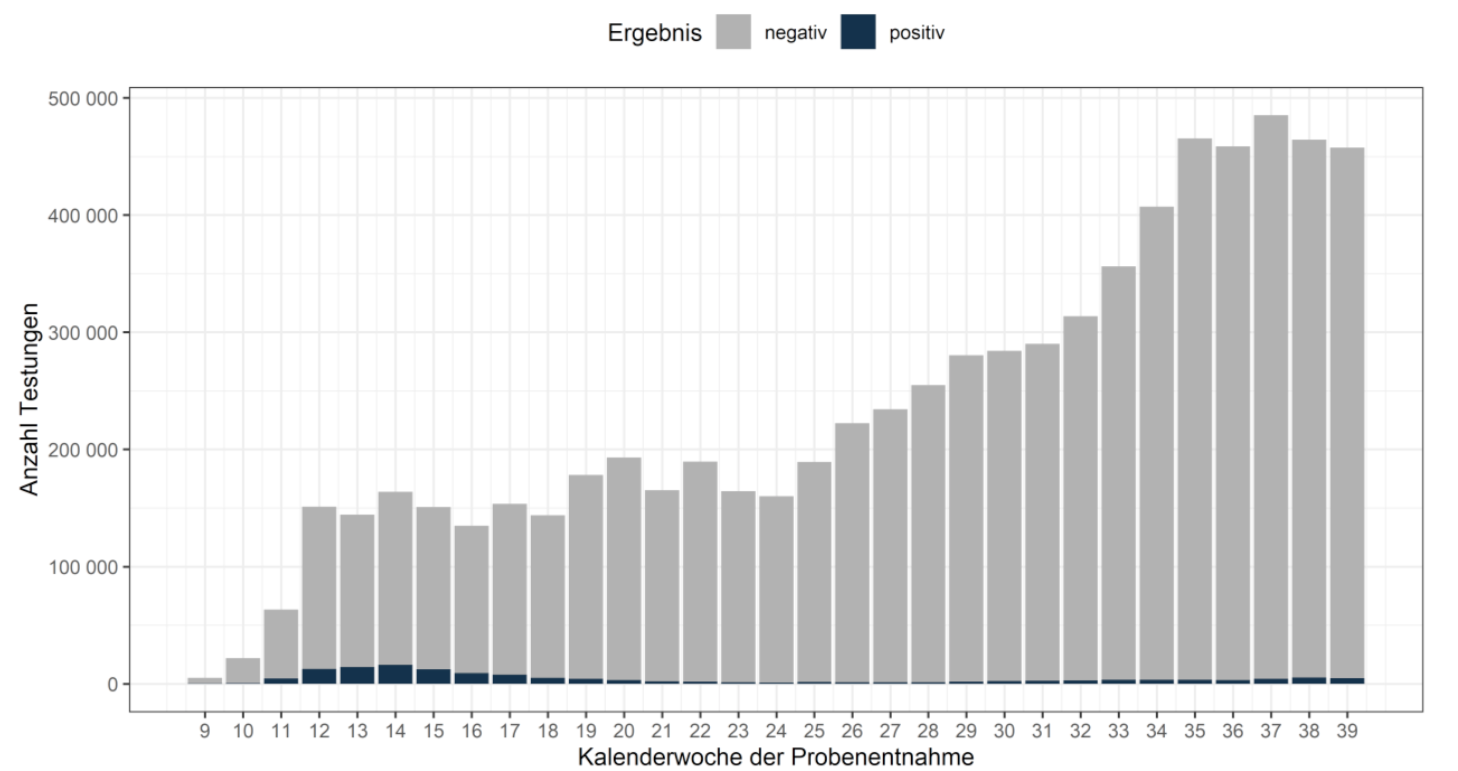 Ergebnis negativ positiv
500 000
400 000
300 000
200 000
100 000
0
Anzahl Testungen
9 10 11 12 13 14 15 16 17 18 19 20 21 22 23 24 25 26 27 28 29 30 31 32 33 34 35 36 37 38 39
Kalenderwoche der Probenentnahme